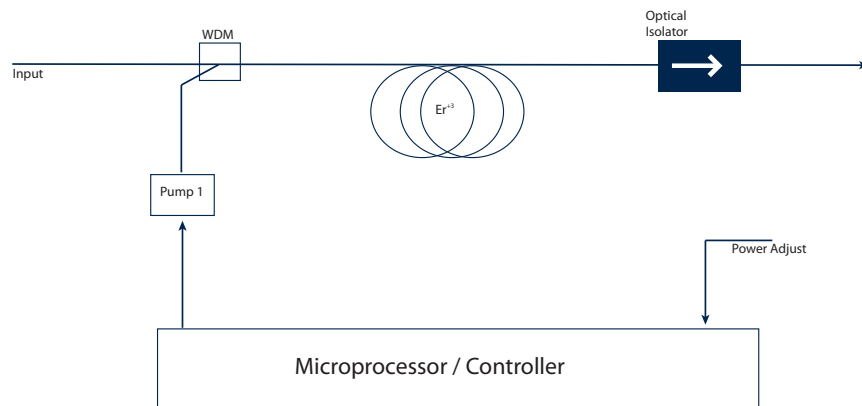 Optical
Isolator
WDM
Input
Er+3
Pump 1
Power Adjust
Microprocessor / Controller